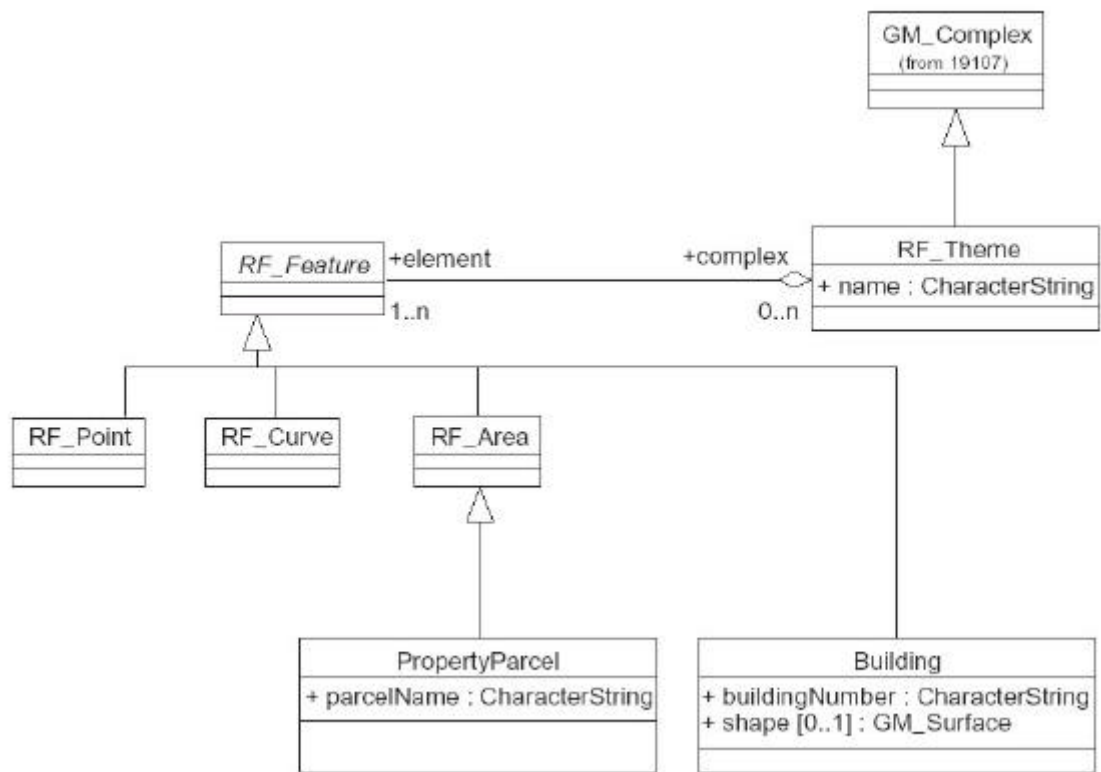 GM_Complex
(from 19107)
RF_Theme
+ name : CharacterString
RF_Feature
+element
+complex
1..n
0..n
RF_Point
RF_Curve
RF_Area
PropertyParcel
+ parcelName : CharacterString
Building
+ buildingNumber : CharacterString
+ shape [0..1] : GM_Surface